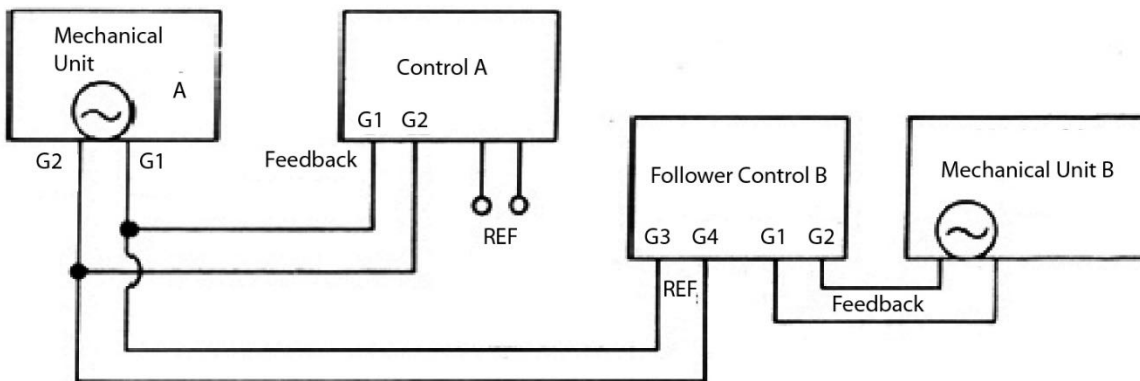 Mechanical
Unit
A
G2
G1
Control A
G1 G2
Feedback
REF
Follower Control B
G3 G4 G1 G2
REF
Mechanical Unit B
Feedback